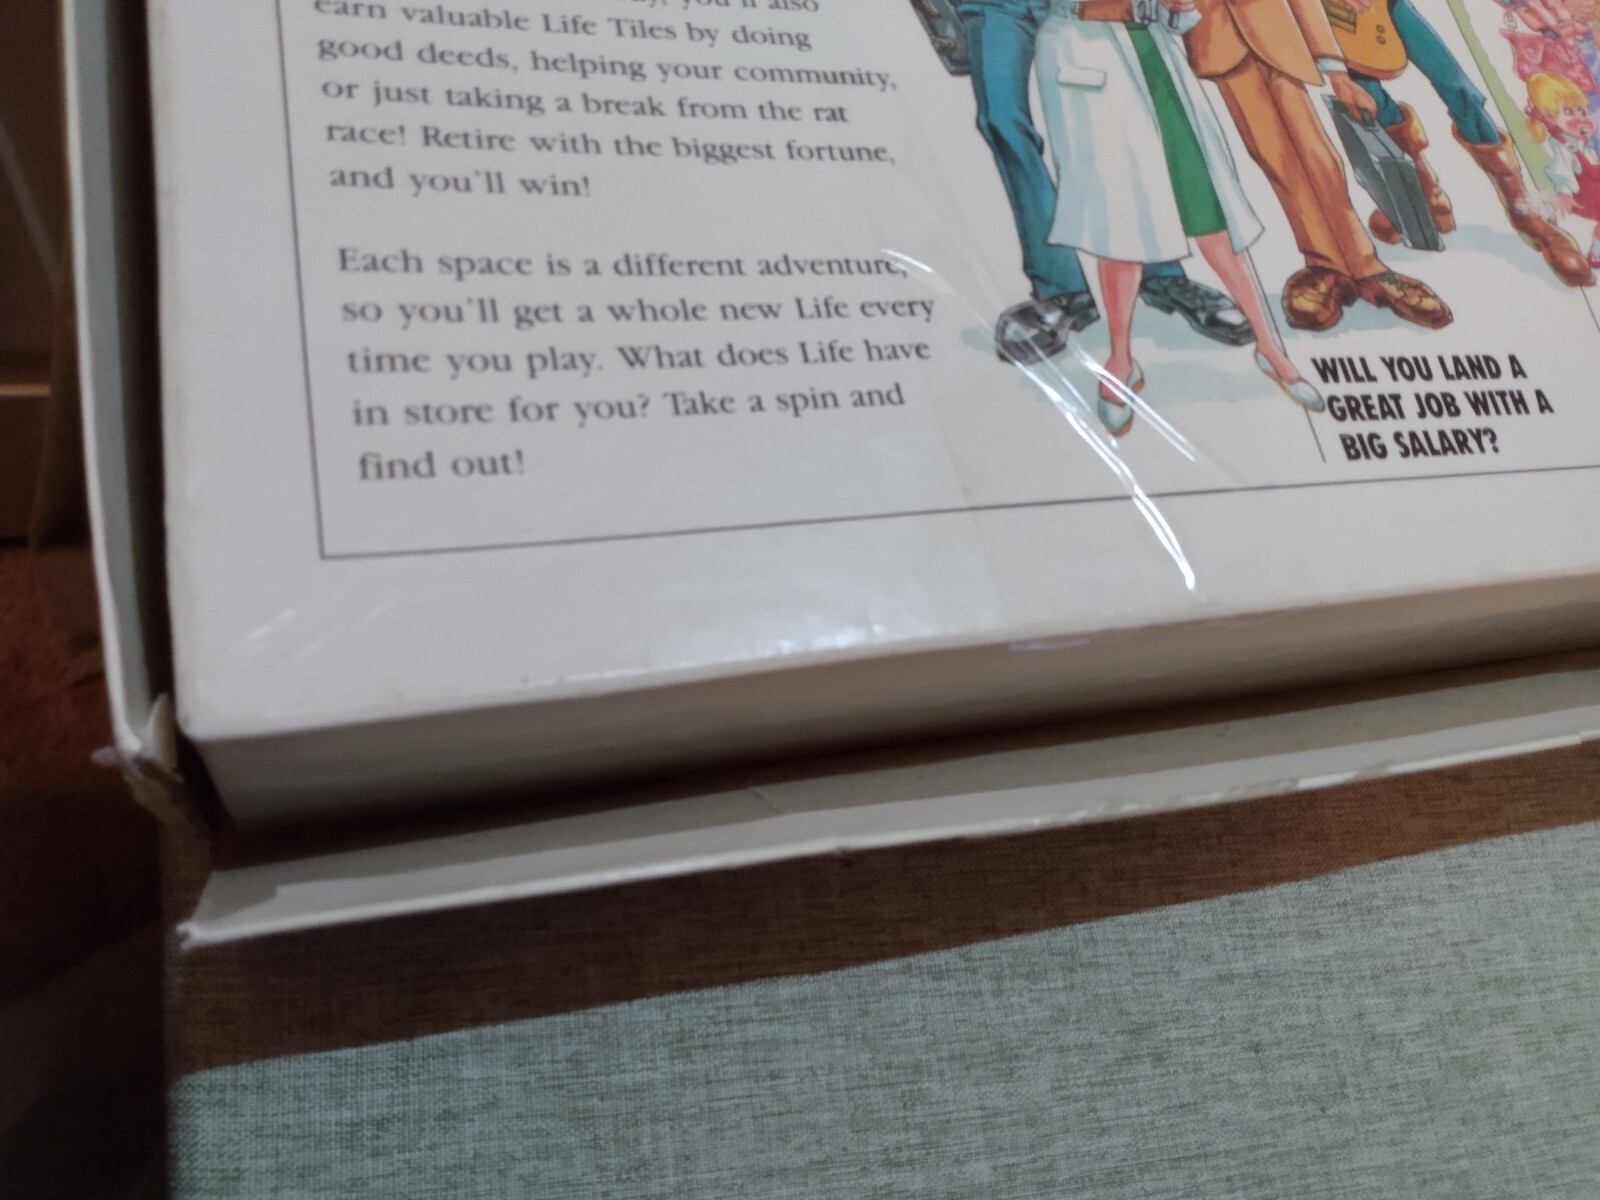 you'll also
earn valuable Life Tiles by doing
good deeds, helping your community,
or just taking a break from the rat
race! Retire with the biggest fortune,
and you'll win!
Each space is a different adventure,
so you'll get a whole new Life every
time you play. What does Life have
in store for you? Take a spin and
find out!
WILL YOU LAND A
GREAT JOB WITH A
BIG SALARY?